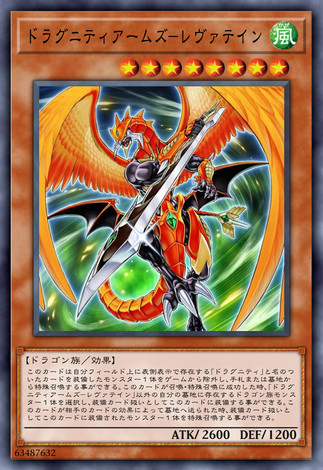 ドラグニティアームズ−レヴァテイン
風
【ドラゴン族／効果】
このカードは自分フィールド上に表側表示で存在する「ドラグニティ」と名のつ
いたカードを装備したモンスター１体をゲームから除外し、手札または墓地か
ら特殊召喚する事ができる。このカードが召喚・特殊召喚に成功した時、「ドラ
グニティアームズ−レヴァテイン」以外の自分の墓地に存在するドラゴン族モンス
ター１体を選択し、装備カード扱いとしてこのカードに装備する事ができる。こ
のカードが相手のカードの効果によって墓地へ送られた時、装備カード扱いと
してこのカードに装備されたモンスター１体を特殊召喚する事ができる。
ATK/ 2600 DEF/1200
63487632